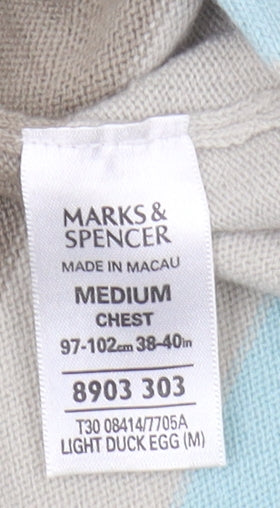 MARKS &
SPENCER
MADE IN MACAU
MEDIUM
CHEST
97-102cm 38-40in
8903 303
T30 08414/7705A
LIGHT DUCK EGG (M)